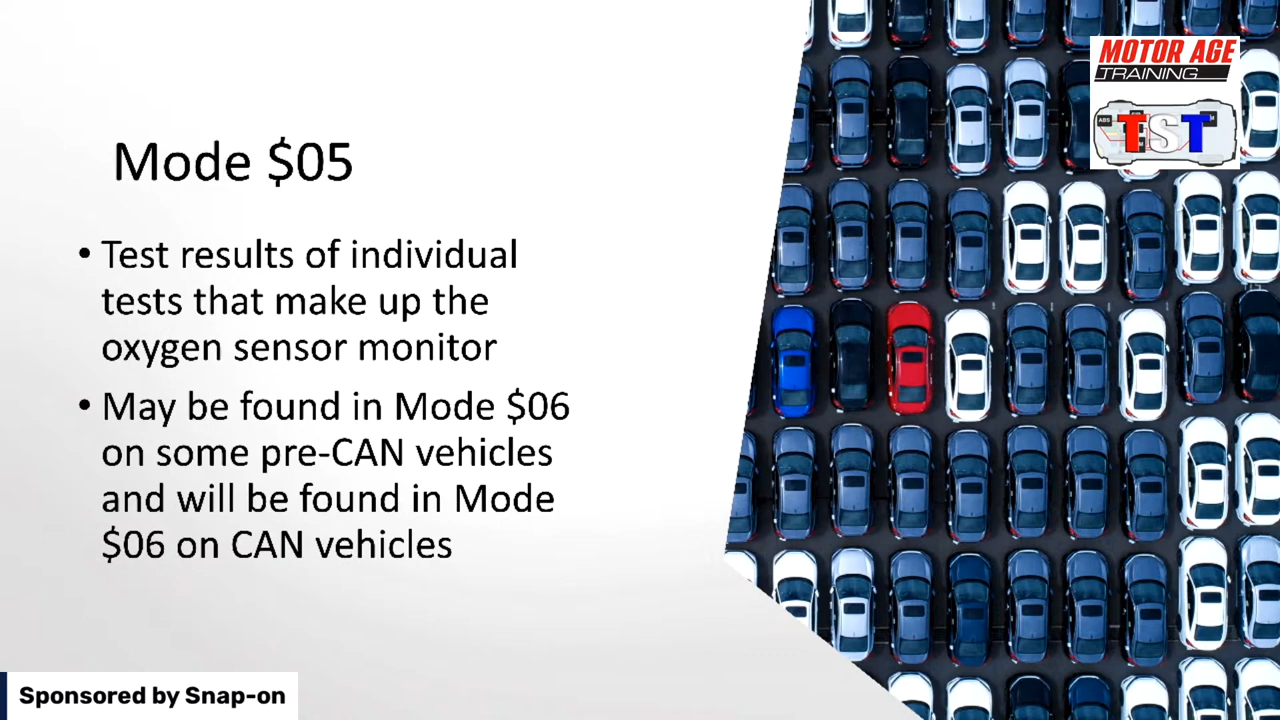 MOTOR AGE
TRAINING
ABS
TST
Mode $05
• Test results of individual
tests that make up the
oxygen sensor monitor
• May be found in Mode $06
on some pre-CAN vehicles
and will be found in Mode
$06 on CAN vehicles
Sponsored by Snap-on